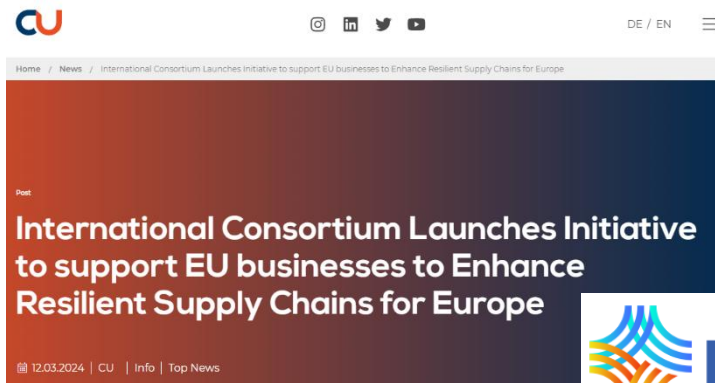 CU
DE / EN
Home / News / International Consortium Launches Initiative to support EU businesses to Enhance Resilient Supply Chains for Europe
Post
International Consortium Launches Initiative
to support EU businesses to Enhance
Resilient Supply Chains for Europe
12.03.2024 | CU | Info | Top News